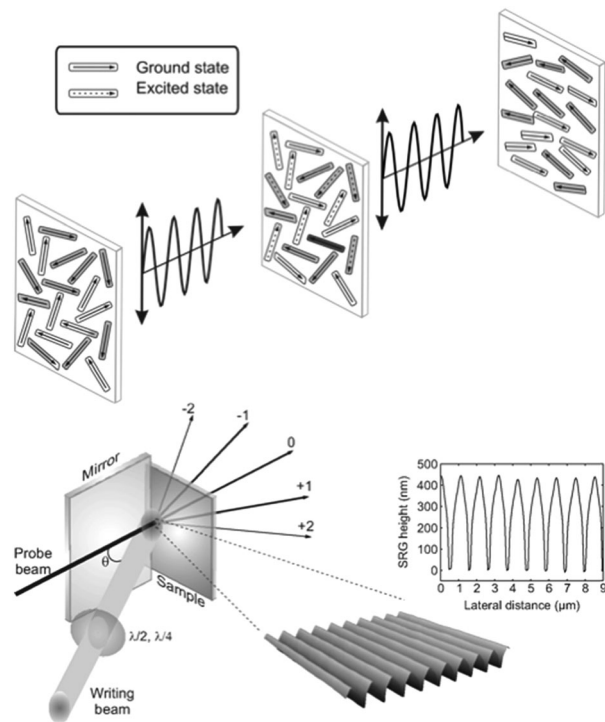 Ground state
Excited state
-2
-1
0
+1
+2
Mirror
Probe
beam
θ
Sample
λ/2, λ/4
Writing
beam
SRG height (nm)
500
400
300
200
100
0
0 1 2 3 4 5 6 7 8 9
Lateral distance (µm)